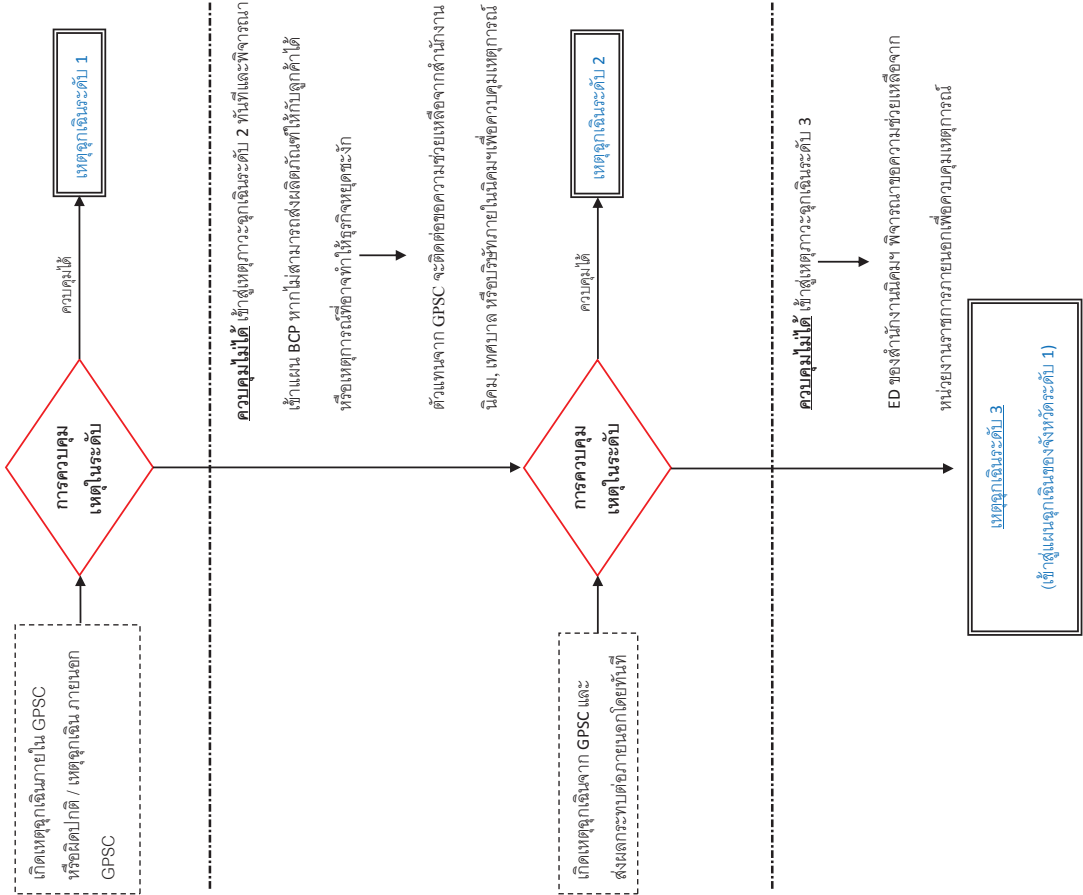 เกิดเหตุฉุกเฉินภายใน GPSC
หรือผิดปกติ / เหตุฉุกเฉิน ภายนอก
GPSC
การควบคุม
เหตุในระดับ
ควบคุมได้
เหตุฉุกเฉินระดับ 1
ควบคุมไม่ได้ เข้าสู่เหตุภาวะฉุกเฉินระดับ 2 ทันทีและพิจารณา
เข้าแผน BCP หากไม่สามารถส่งผลิตภัณฑ์ให้กับลูกค้าได้
หรือเหตุการณ์ที่อาจทำให้ธุรกิจหยุดชะงัก
ตัวแทนจาก GPSC จะติดต่อขอความช่วยเหลือจากสำนักงาน
นิคม, เทศบาล หรือบริษัทภายในนิคมฯเพื่อควบคุมเหตุการณ์
เกิดเหตุฉุกเฉินจาก GPSC และ
ส่งผลกระทบต่อภายนอกโดยทันที
การควบคุม
เหตุในระดับ
ควบคุมได้
เหตุฉุกเฉินระดับ 2
ควบคุมไม่ได้ เข้าสู่เหตุภาวะฉุกเฉินระดับ 3
ED ของสำนักงานนิคมฯ พิจารณาขอความช่วยเหลือจาก
หน่วยงานราชการภายนอกเพื่อควบคุมเหตุการณ์
เหตุฉุกเฉินระดับ 3
(เข้าสู่แผนฉุกเฉินของจังหวัดระดับ 1)